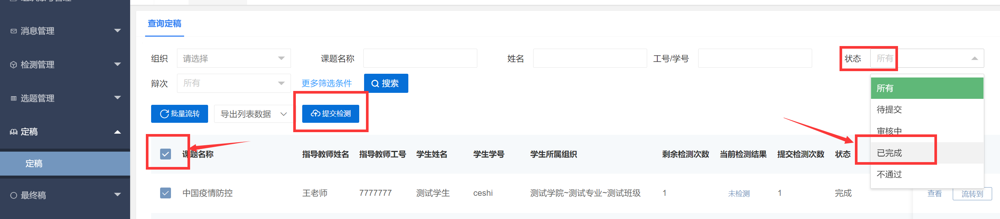 消息管理
检测管理
选题管理
定稿
定稿
最终稿
查询定稿
组织 请选择 课题名称 姓名 工号/学号 状态 所有
辩次 所有 更多筛选条件 搜索
所有
待提交
审核中
已完成
不通过
批量流转 导出列表数据 提交检测
课题名称 指导教师姓名 指导教师工号 学生姓名 学生学号 学生所属组织 剩余检测次数 当前检测结果 提交检测次数 状态
中国疫情防控 王老师 7777777 测试学生 ceshi 测试学院~测试专业~测试班级 1 未检测 1 完成 查看 流转到